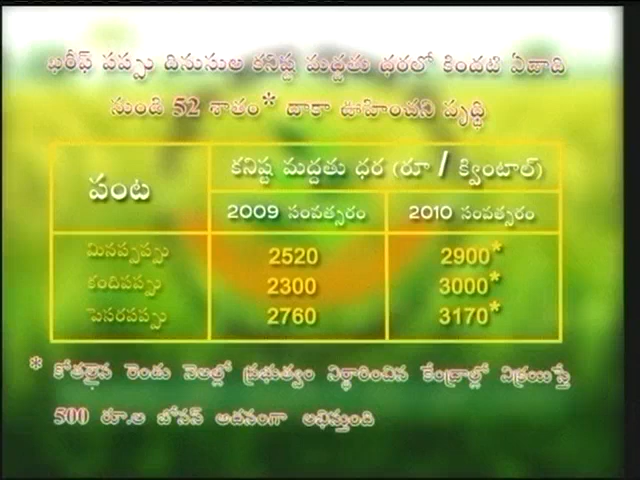 ఖరీఫ్ పప్పు దినుసుల కనిష్ట మద్దతు ధరలో కిందటి ఏడాది
నుండి 52 శాతం* దాకా ఊహించని వృద్ధి
పంట
కనిష్ట మద్దతు ధర (రూ / క్వింటాల్)
2009 సంవత్సరం 2010 సంవత్సరం
మినపప్పు 2520 2900*
కందిపప్పు 2300 3000*
పెసరపప్పు 2760 3170*
* కోతలైన రెండు నెలల్లో ప్రభుత్వం నిర్ధారించిన కేంద్రాల్లో విక్రయిస్తే
500 రూ.ల బోనస్ అదనంగా లభిస్తుంది